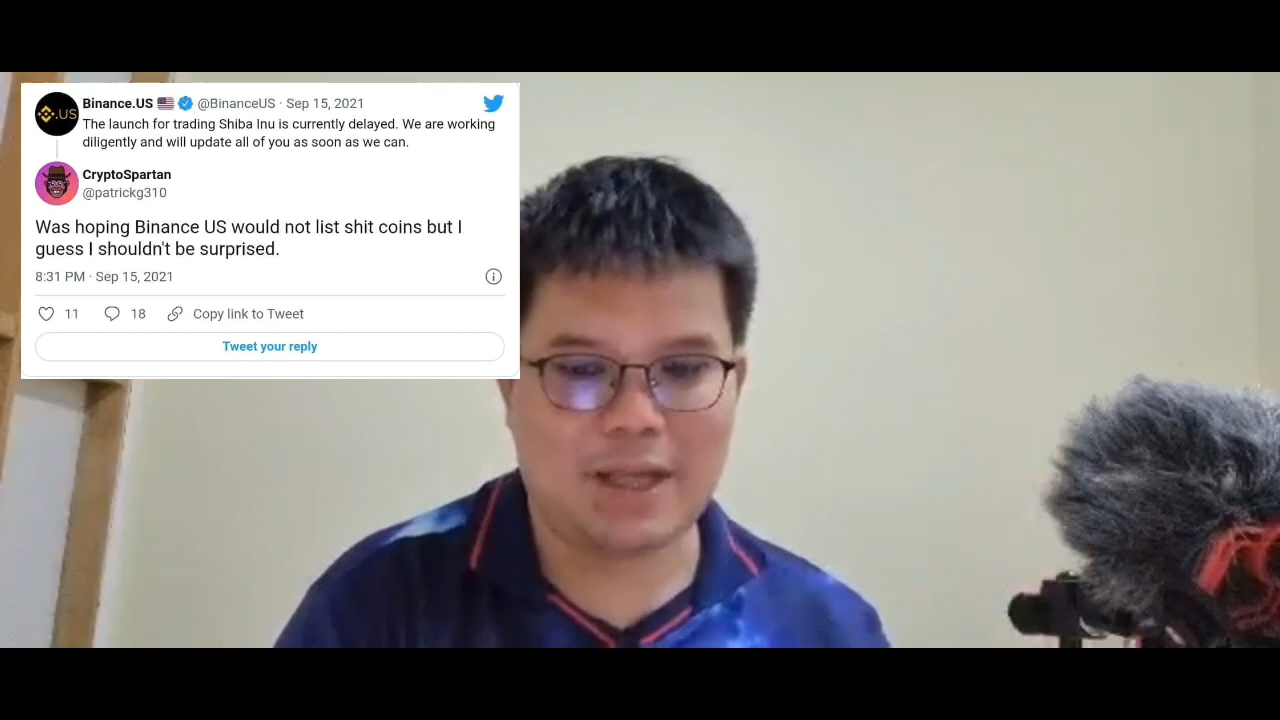 .US
Binance.US 🇺🇸 @BinanceUS · Sep 15, 2021
The launch for trading Shiba Inu is currently delayed. We are working
diligently and will update all of you as soon as we can.
CryptoSpartan
@patrickg310
Was hoping Binance US would not list shit coins but I
guess I shouldn't be surprised.
8:31 PM · Sep 15, 2021
11 18 Copy link to Tweet
Tweet your reply